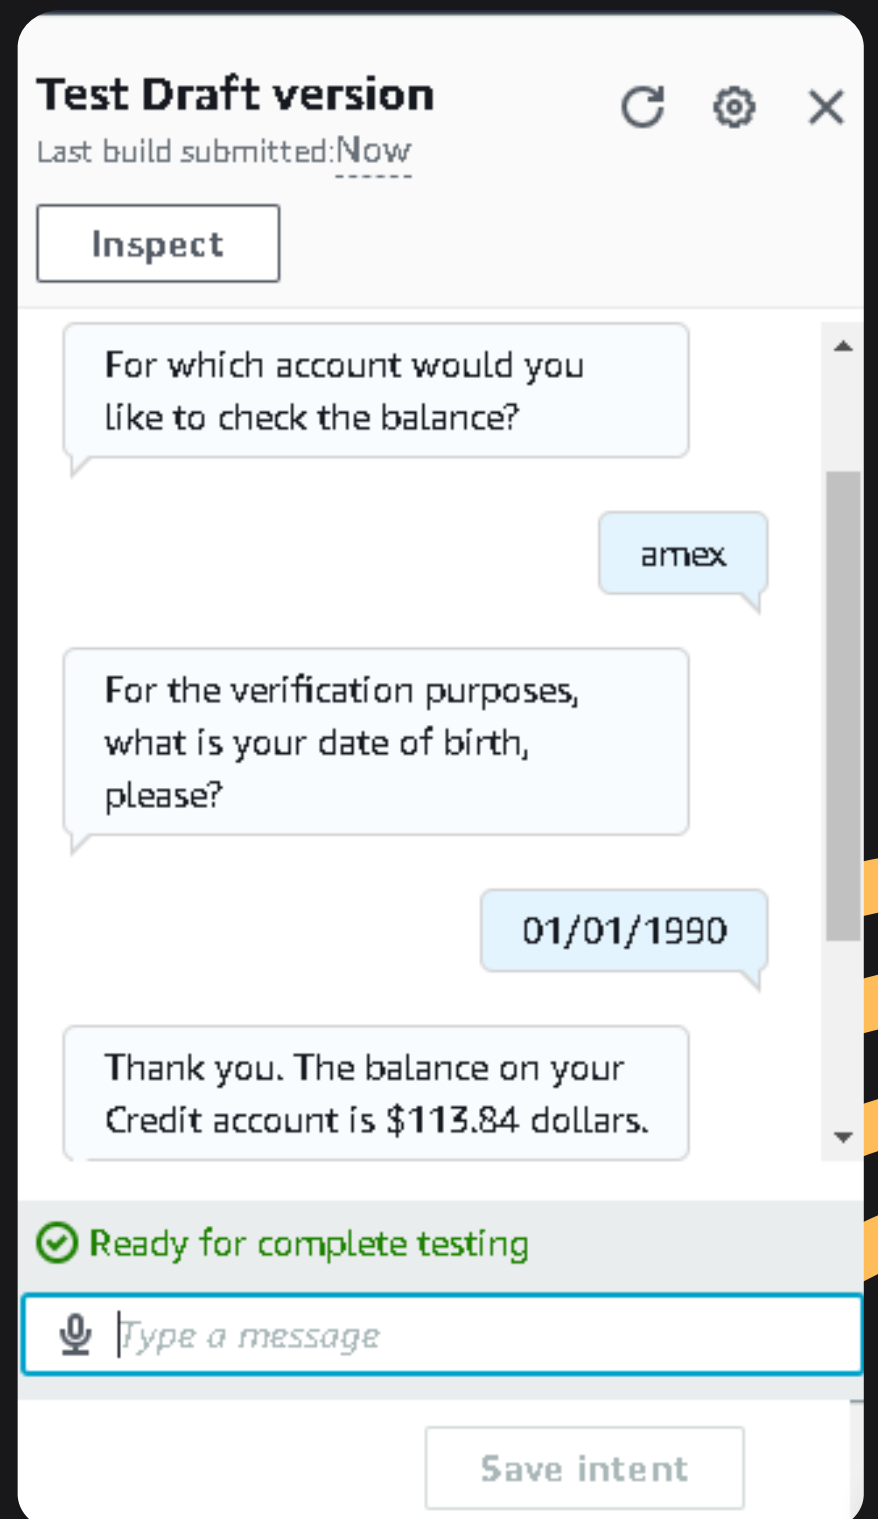 Test Draft version
Last build submitted:Now
Inspect
For which account would you
like to check the balance?
amex
For the verification purposes,
what is your date of birth,
please?
01/01/1990
Thank you. The balance on your
Credit account is $113.84 dollars.
Ready for complete testing
Type a message
Save intent